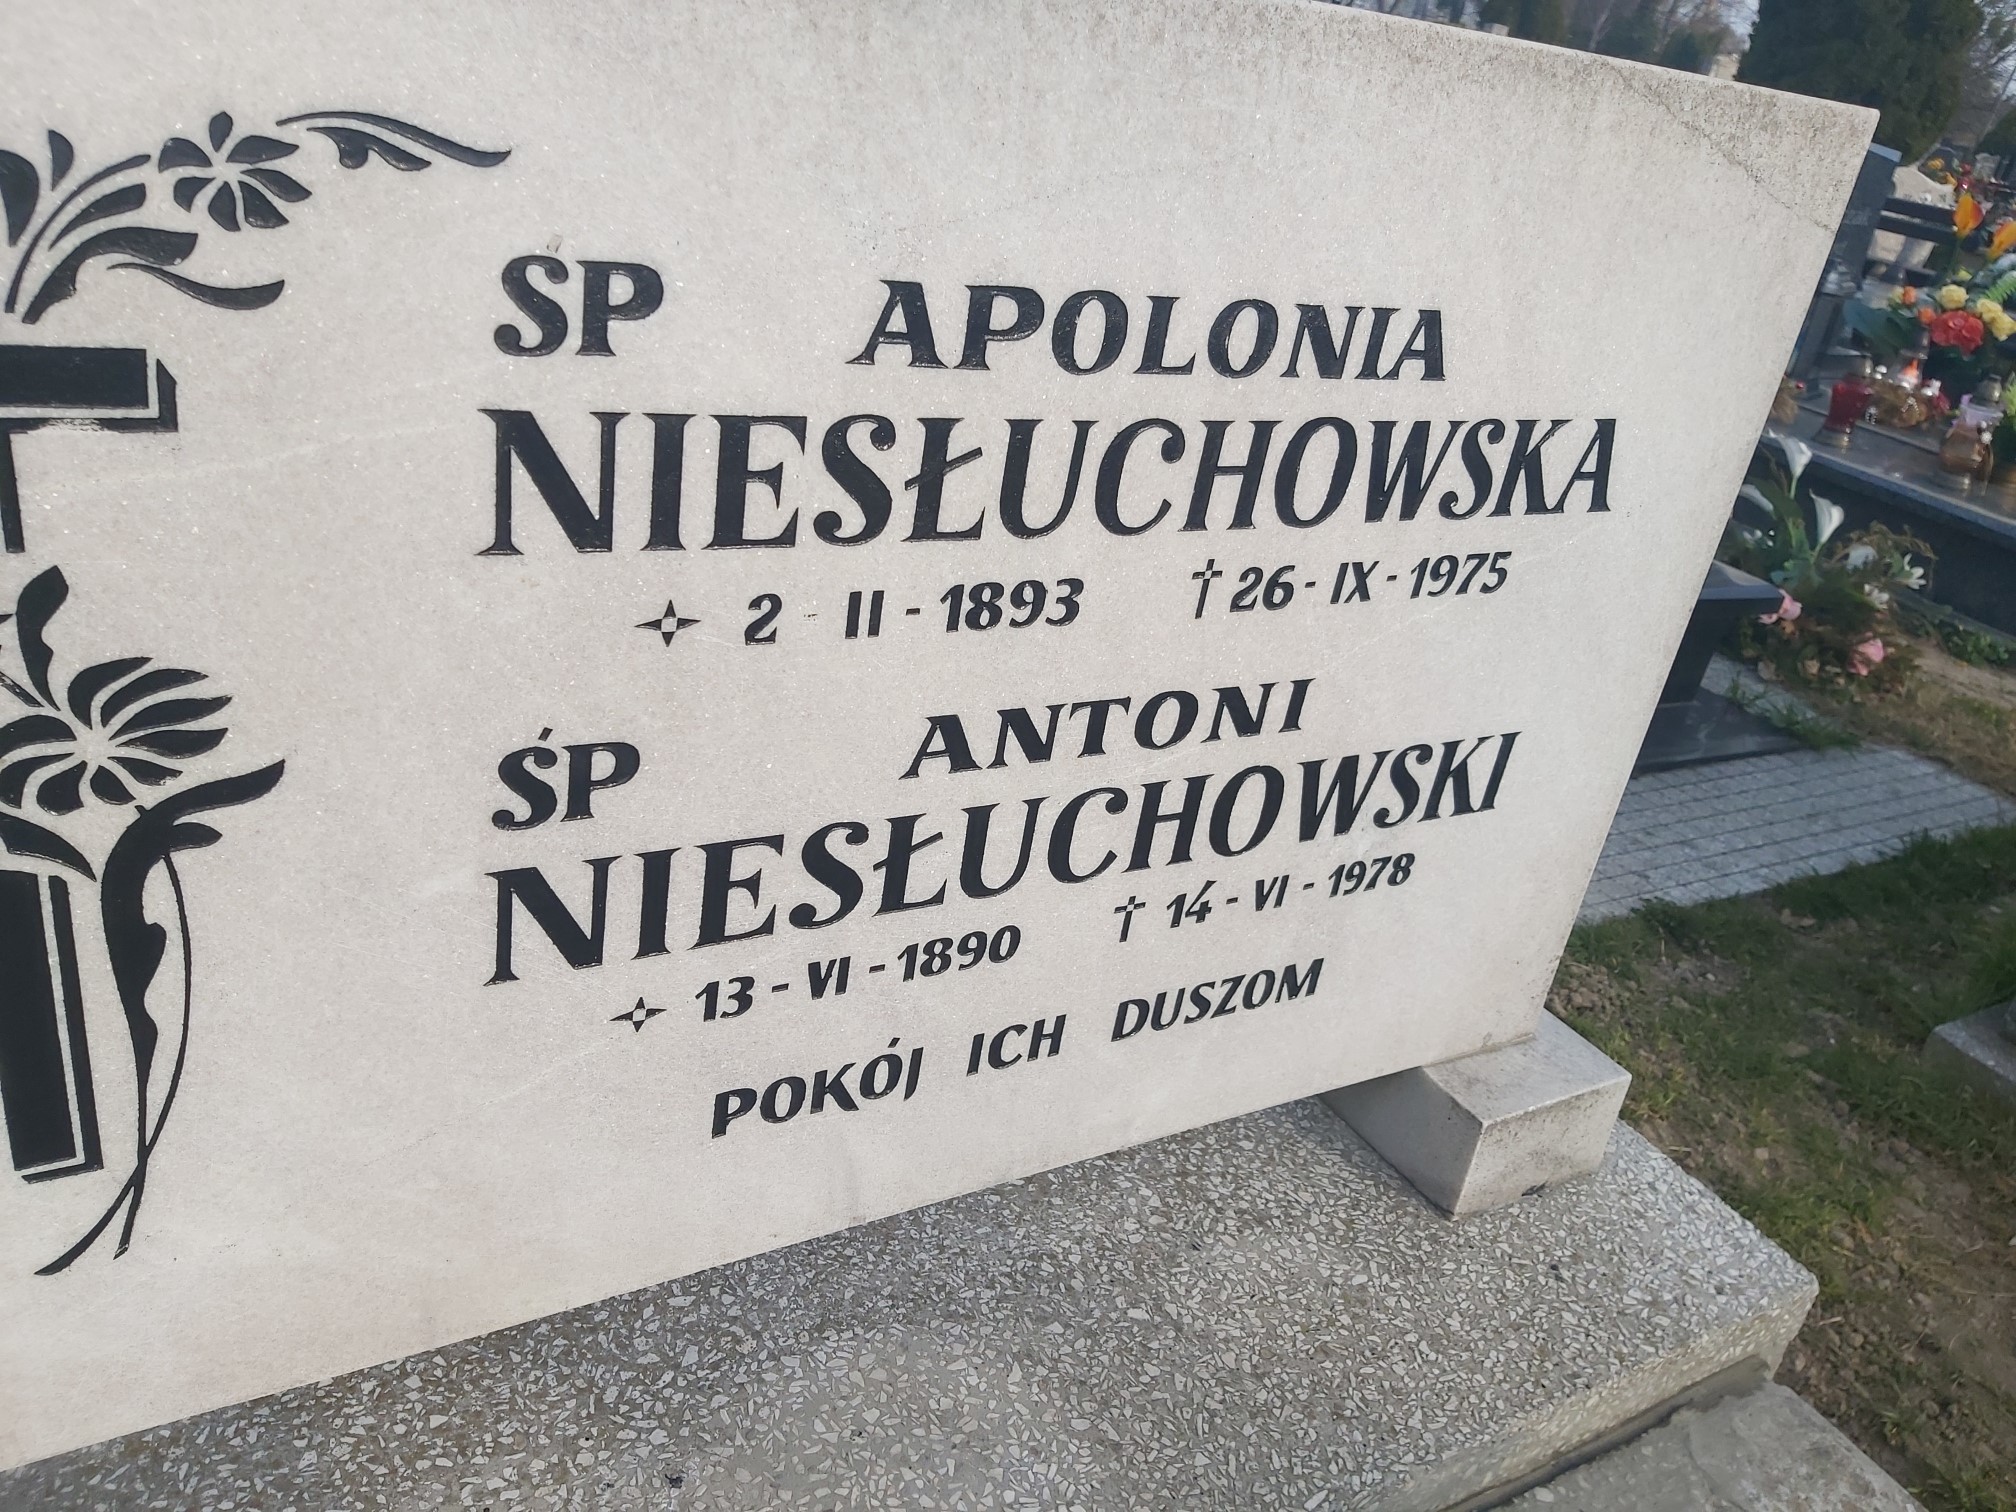 ŚP APOLONIA
NIESŁUCHOWSKA
2 - II - 1893 † 26 - IX - 1975
ŚP ANTONI
NIESŁUCHOWSKI
13 - VI - 1890 † 14 - VI - 1978
POKÓJ ICH DUSZOM